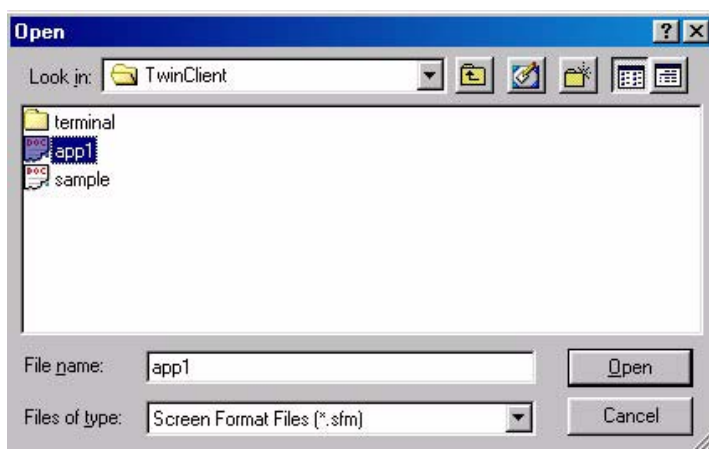 Open
Look in: TwinClient
terminal
app1
sample
File name: app1 Open
Files of type: Screen Format Files (*.sfm) Cancel